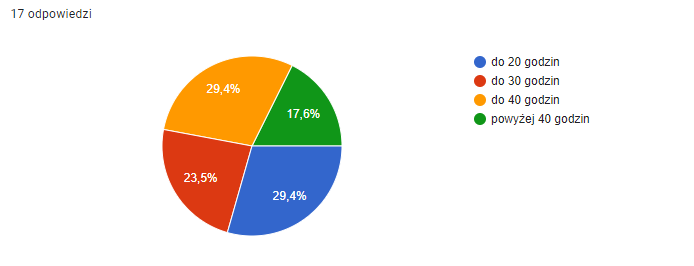 17 odpowiedzi
29,4%
17,6%
23,5%
29,4%
do 20 godzin
do 30 godzin
do 40 godzin
powyżej 40 godzin